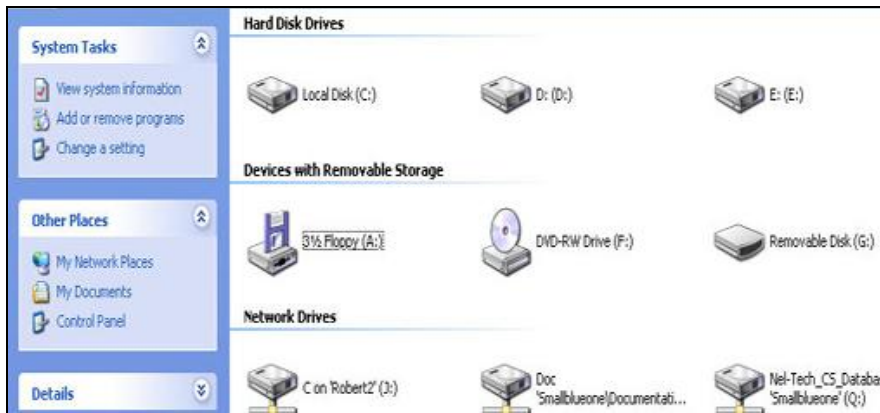 System Tasks
View system information
Add or remove programs
Change a setting
Other Places
My Network Places
My Documents
Control Panel
Details
Hard Disk Drives
Local Disk (C:)
D: (D:)
E: (E:)
Devices with Removable Storage
3½ Floppy (A:)
DVD-RW Drive (F:)
Removable Disk (G:)
Network Drives
C on 'Robert2' (J:)
Doc
'Smallblueone\Documentati...
Nel-Tech_CS_Databa
'Smallblueone' (Q:)